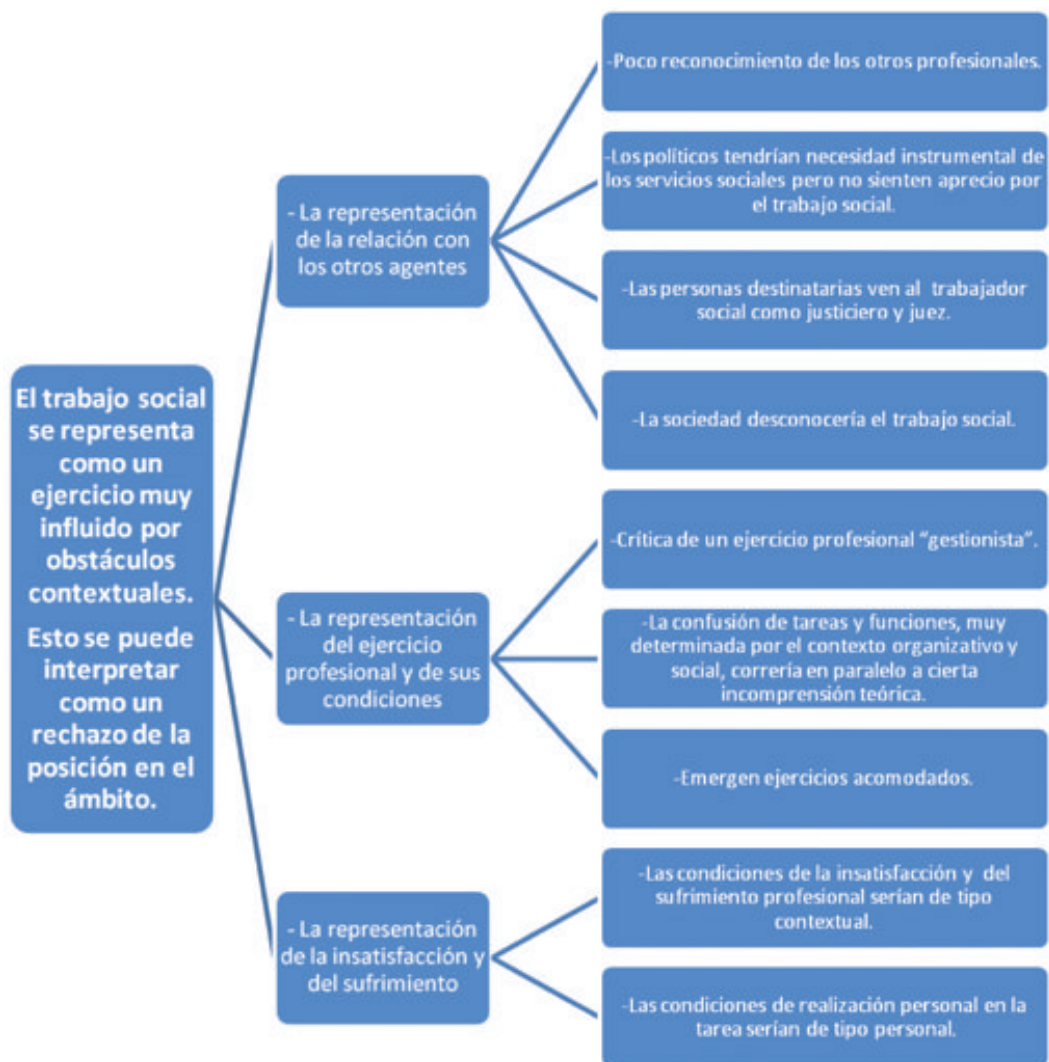 -Poco reconocimiento de los otros profesionales.
-Los políticos tendrían necesidad instrumental de
los servicios sociales pero no sienten aprecio por
el trabajo social.
- La representación
de la relación con
los otros agentes
-Las personas destinatarias ven al trabajador
social como justiciero y juez.
-La sociedad desconocería el trabajo social.
El trabajo social
se representa
como un
ejercicio muy
influido por
obstáculos
contextuales.
Esto se puede
interpretar
como un
rechazo de la
posición en el
ámbito.
-Crítica de un ejercicio profesional “gestionista”.
- La representación
del ejercicio
profesional y de sus
condiciones
-La confusión de tareas y funciones, muy
determinada por el contexto organizativo y
social, correría en paralelo a cierta
incomprensión teórica.
-Emergen ejercicios acomodados.
- La representación
de la insatisfacción y
del sufrimiento
-Las condiciones de la insatisfacción y del
sufrimiento profesional serían de tipo
contextual.
-Las condiciones de realización personal en la
tarea serían de tipo personal.